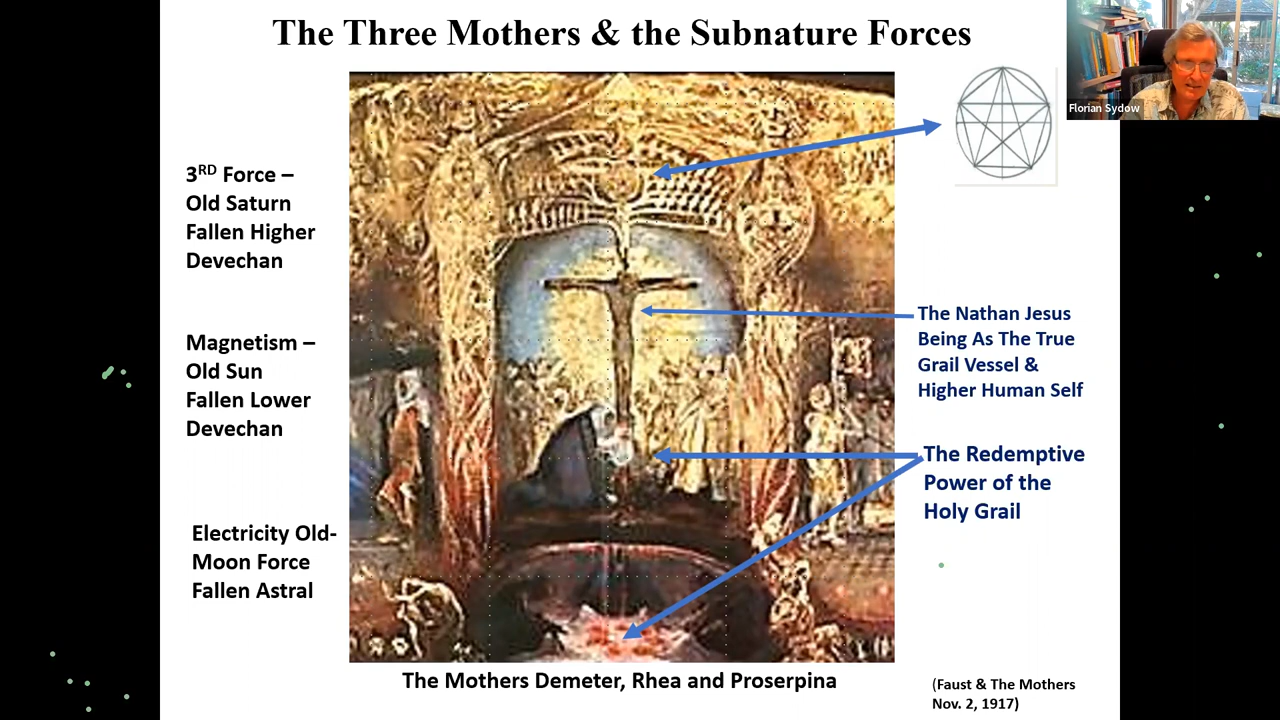 The Three Mothers & the Subnature Forces
Florian Sydow
3RD Force –
Old Saturn
Fallen Higher
Devechan
Magnetism –
Old Sun
Fallen Lower
Devechan
Electricity Old-
Moon Force
Fallen Astral
The Nathan Jesus
Being As The True
Grail Vessel &
Higher Human Self
The Redemptive
Power of the
Holy Grail
The Mothers Demeter, Rhea and Proserpina
(Faust & The Mothers
Nov. 2, 1917)